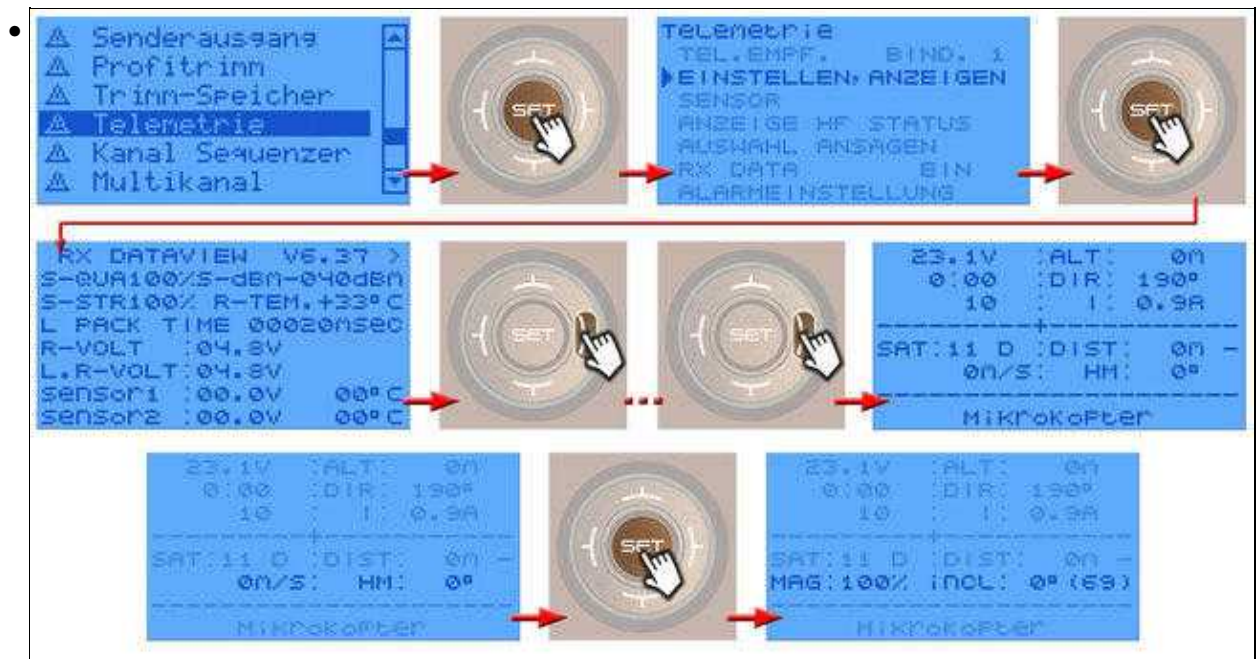 Senderausgang
Profitrimm
Trimm-Speicher
Telemetrie
Kanal Sequenzer
Multikanal
SET
Telemetrie
TEL.EMPF. BIND. 1
EINSTELLEN,ANZEIGEN
SENSOR
ANZEIGE HF STATUS
AUSWAHL ANSAGEN
RX DATA EIN
ALARMEINSTELLUNG
SET
RX DATAVIEW V6.37 >
S-QUA100%S-dBm-040dBm
S-STR100% R-TEM.+33°C
L PACK TIME 00020msec
R-VOLT :04.8V
L.R-VOLT:04.8V
Sensor1 :00.0V 00°C
Sensor2 :00.0V 00°C
SET
SET
23.1V :ALT: 0m
0:00 :DIR: 190°
10 : I: 0.9A
SAT:11 D :DIST: 0m -
0m/s: HM: 0°
MikroKopter
23.1V :ALT: 0m
0:00 :DIR: 190°
10 : I: 0.9A
SAT:11 D :DIST: 0m -
0m/s: HM: 0°
MikroKopter
SET
23.1V :ALT: 0m
0:00 :DIR: 190°
10 : I: 0.9A
SAT:11 D :DIST: 0m -
MAG:100% incl: 0°(69)
MikroKopter